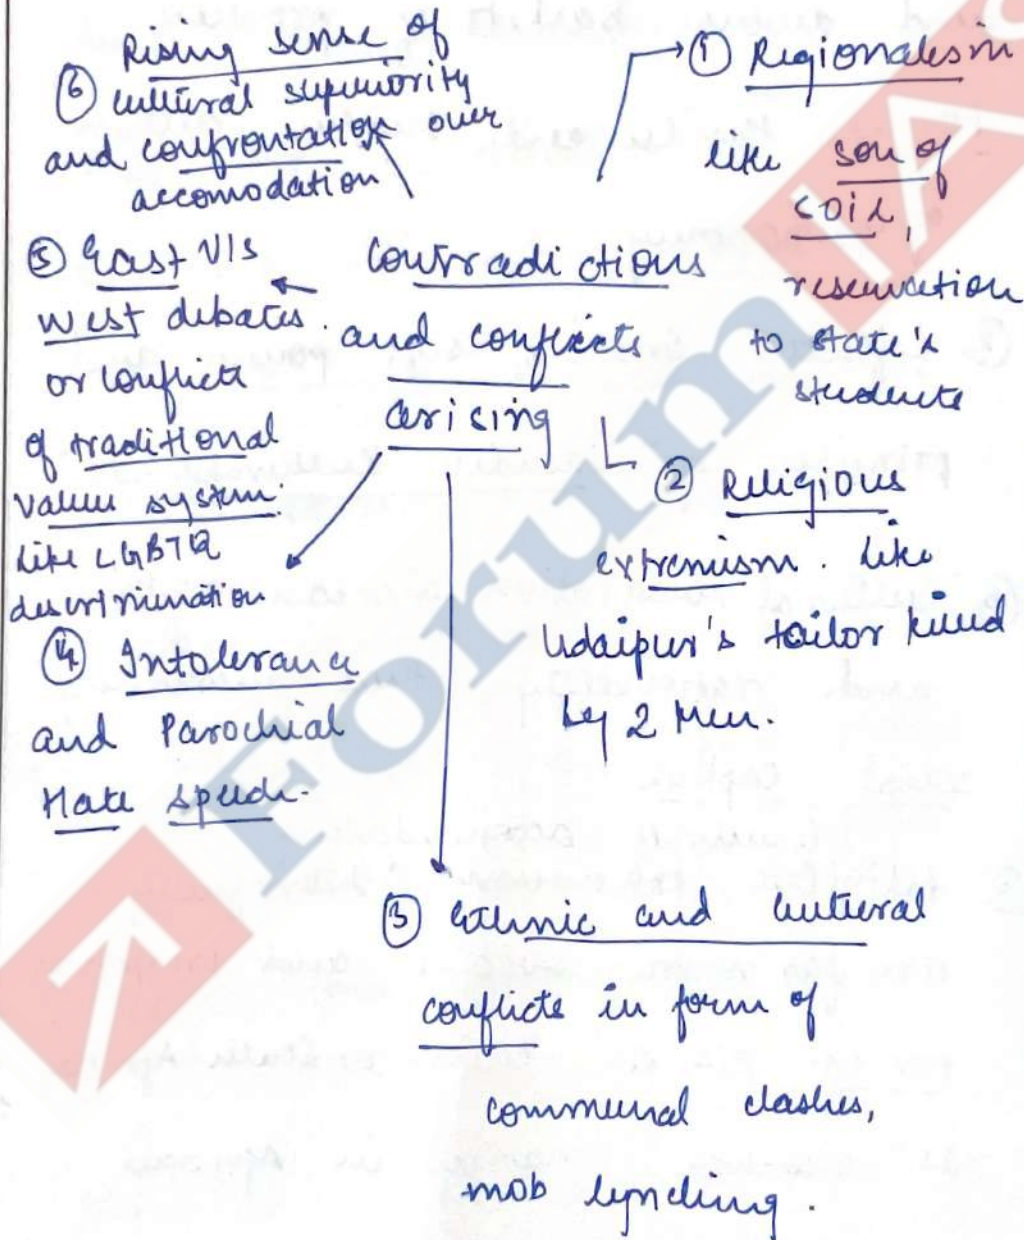 Contradictions
and conflicts
arising
① Regionalism
like son of
soil,
reservation
to state's
students
② Religious
extremism. like
Udaipur's tailor killed
by 2 Men.
③ Ethnic and cultural
conflicts in form of
communal clashes,
mob lynching.
④ Intolerance
and Parochial
Hate speech.
⑤ East V/S
West debates.
or Conflicts
of traditional
value system.
Like LGBTQ
descrimination
⑥ Rising sense of
cultural superiority
and confrontation over
accomodation
ForumIAS